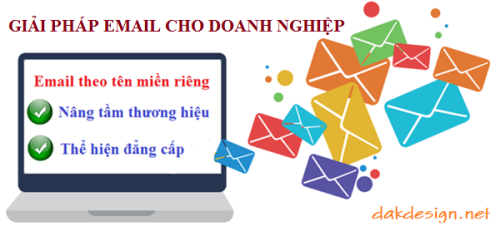 GIẢI PHÁP EMAIL CHO DOANH NGHIỆP
Email theo tên miền riêng
Nâng tầm thương hiệu
Thể hiện đẳng cấp
dakdesign.net